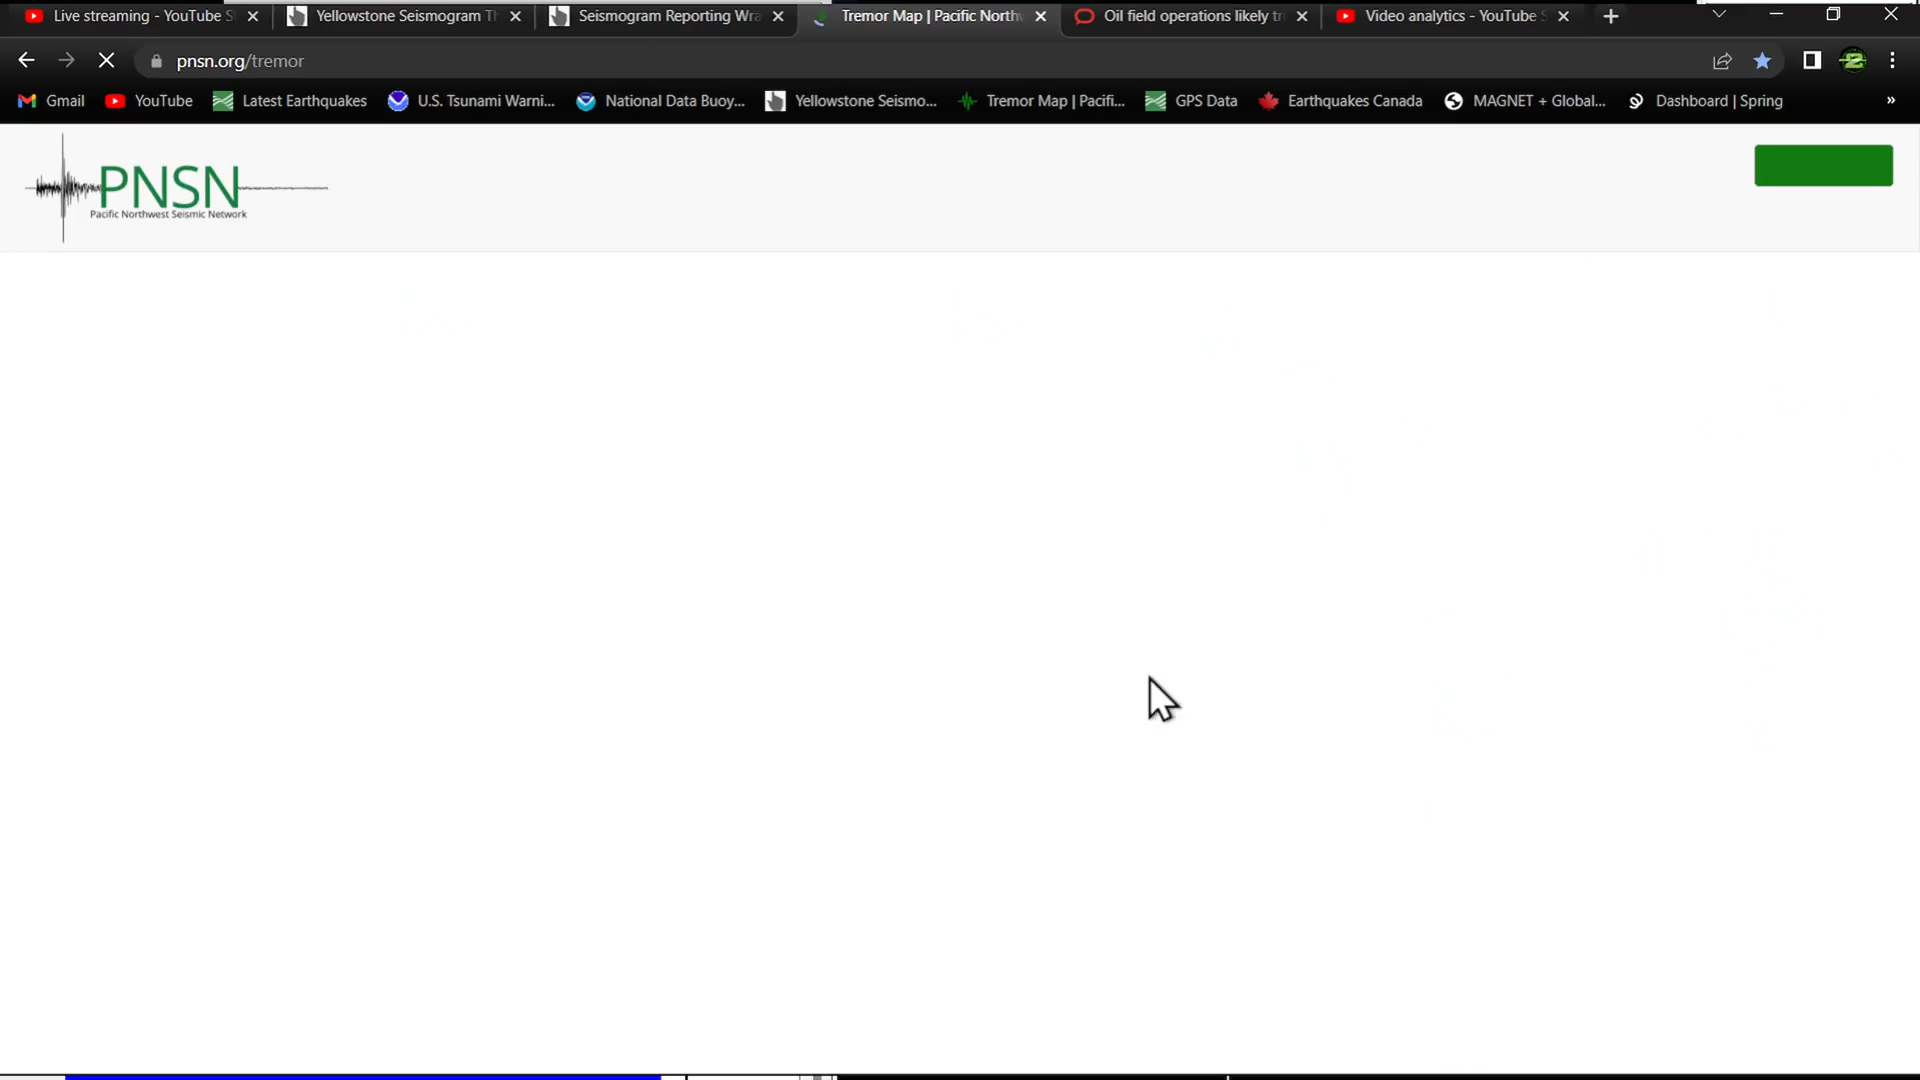 Live streaming - YouTube S
Yellowstone Seismogram Th
Seismogram Reporting Wra
Tremor Map | Pacific North
Oil field operations likely tr
Video analytics - YouTube S
pnsn.org/tremor
Gmail
YouTube
Latest Earthquakes
U.S. Tsunami Warni...
National Data Buoy...
Yellowstone Seismo...
Tremor Map | Pacifi...
GPS Data
Earthquakes Canada
MAGNET + Global...
Dashboard | Spring
»
PNSN
Pacific Northwest Seismic Network